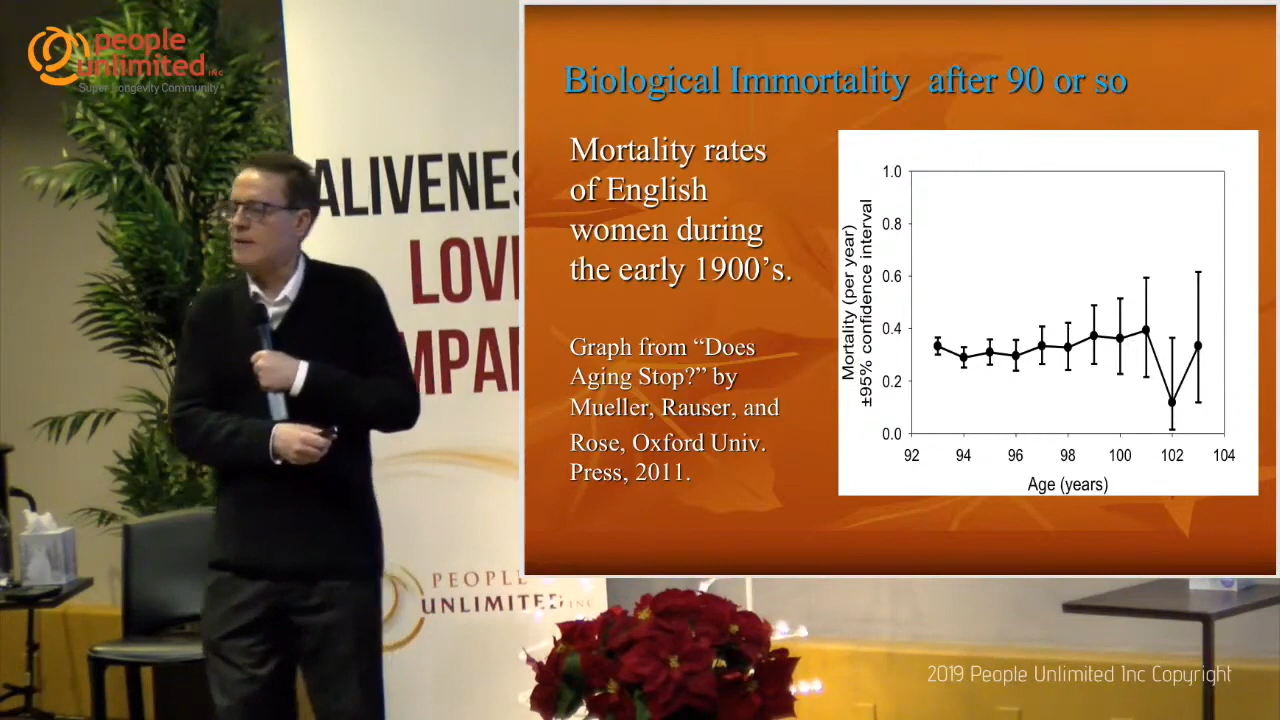 people
unlimited INC
Super Longevity Community
ALIVENES
LOV
MPA
PEOPLE
UNLIMITED INC
Biological Immortality after 90 or so
Mortality rates
of English
women during
the early 1900’s.
Graph from “Does
Aging Stop?” by
Mueller, Rauser, and
Rose, Oxford Univ.
Press, 2011.
Mortality (per year)
±95% confidence interval
1.0
0.8
0.6
0.4
0.2
0.0
92 94 96 98 100 102 104
Age (years)
2019 People Unlimited Inc Copyright